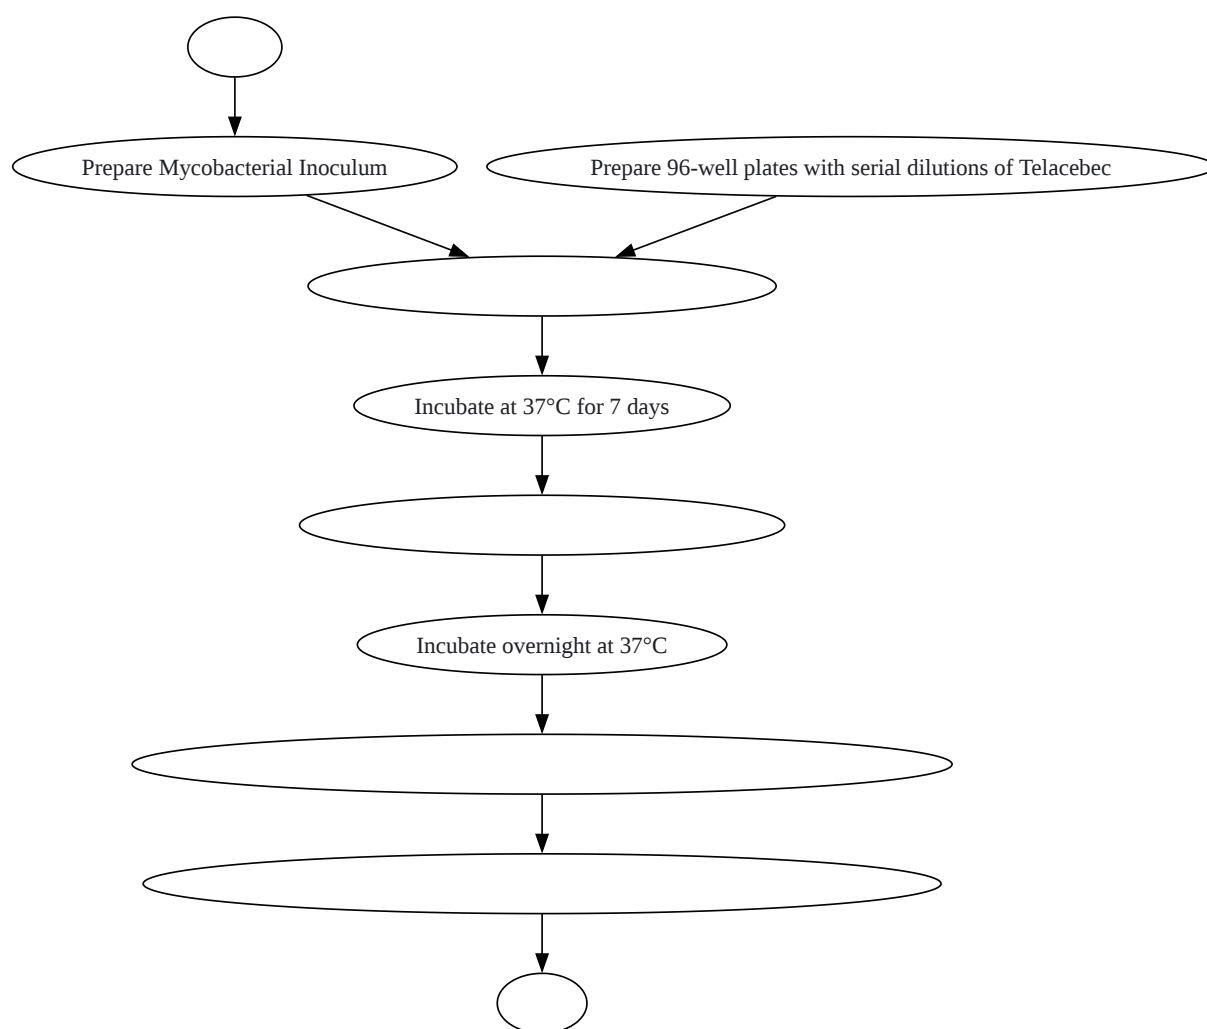 Prepare Mycobacterial Inoculum
Prepare 96-well plates with serial dilutions of Telacebec
Incubate at 37°C for 7 days
Incubate overnight at 37°C